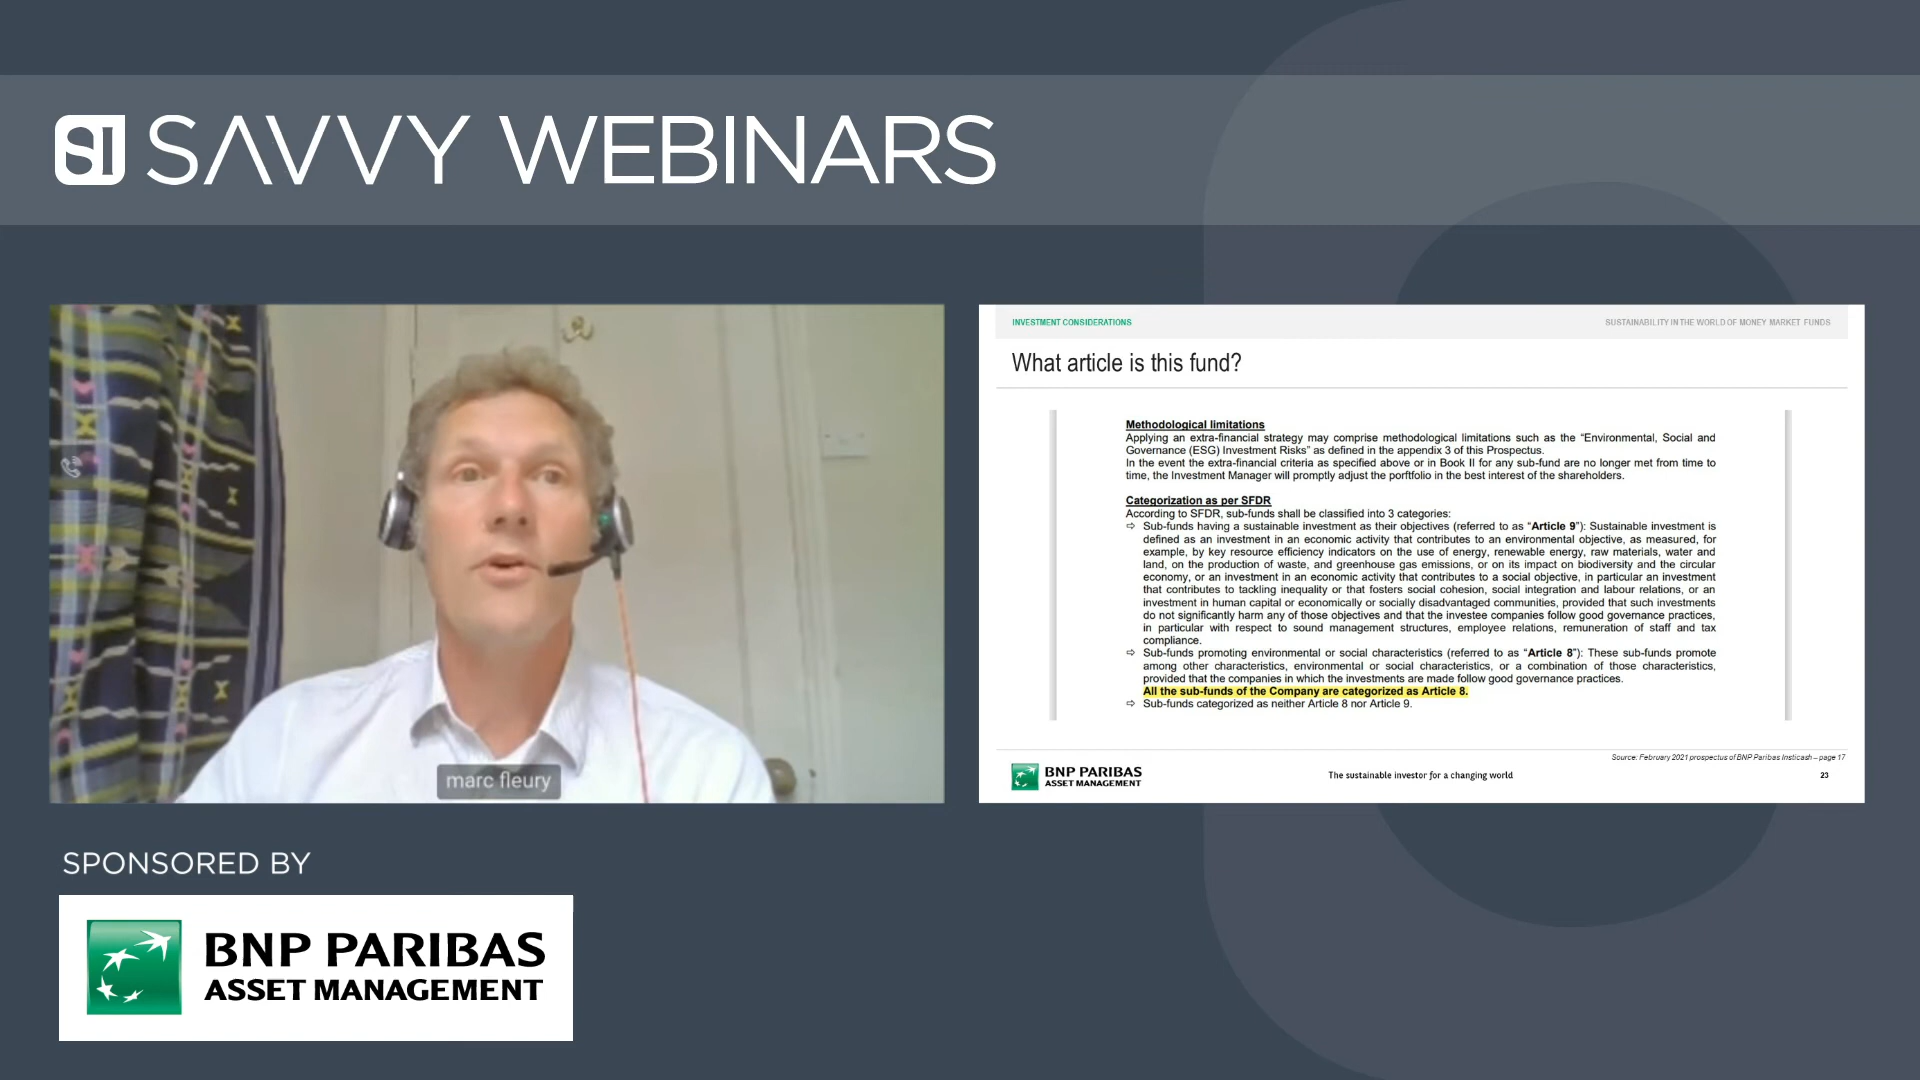 SI SAVVY WEBINARS
INVESTMENT CONSIDERATIONS
SUSTAINABILITY IN THE WORLD OF MONEY MARKET FUNDS
What article is this fund?
Methodological limitations
Applying an extra-financial strategy may comprise methodological limitations such as the "Environmental, Social and
Governance (ESG) Investment Risks" as defined in the appendix 3 of this Prospectus.
In the event the extra-financial criteria as specified above or in Book II for any sub-fund are no longer met from time to
time, the Investment Manager will promptly adjust the porftfolio in the best interest of the shareholders.
Categorization as per SFDR
According to SFDR, sub-funds shall be classified into 3 categories:
⇨ Sub-funds having a sustainable investment as their objectives (referred to as "Article 9"): Sustainable investment is
defined as an investment in an economic activity that contributes to an environmental objective, as measured, for
example, by key resource efficiency indicators on the use of energy, renewable energy, raw materials, water and
land, on the production of waste, and greenhouse gas emissions, or on its impact on biodiversity and the circular
economy, or an investment in an economic activity that contributes to a social objective, in particular an investment
that contributes to tackling inequality or that fosters social cohesion, social integration and labour relations, or an
investment in human capital or economically or socially disadvantaged communities, provided that such investments
do not significantly harm any of those objectives and that the investee companies follow good governance practices,
in particular with respect to sound management structures, employee relations, remuneration of staff and tax
compliance.
⇨ Sub-funds promoting environmental or social characteristics (referred to as "Article 8"): These sub-funds promote
among other characteristics, environmental or social characteristics, or a combination of those characteristics,
provided that the companies in which the investments are made follow good governance practices.
All the sub-funds of the Company are categorized as Article 8.
⇨ Sub-funds categorized as neither Article 8 nor Article 9.
Source: February 2021 prospectus of BNP Paribas Insticash – page 17
BNP PARIBAS
ASSET MANAGEMENT
The sustainable investor for a changing world
23
marc fleury
SPONSORED BY
BNP PARIBAS
ASSET MANAGEMENT